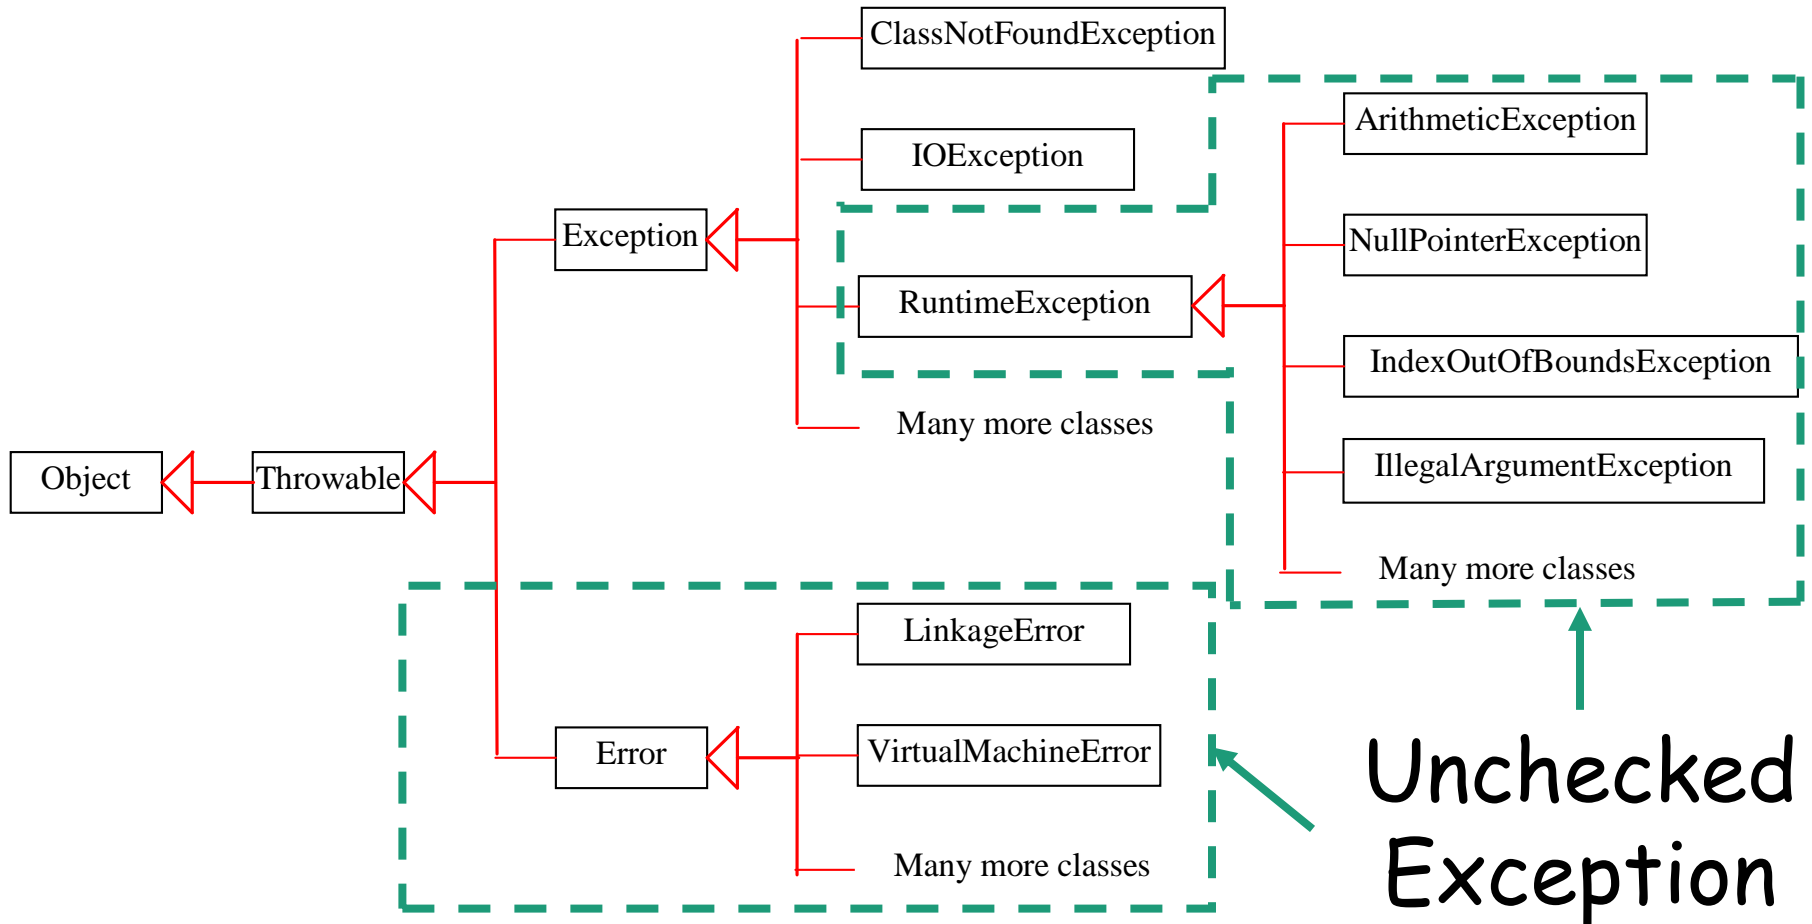 ClassNotFoundException
ArithmeticException
IOException
NullPointerException
Exception
RuntimeException
IndexOutOfBoundsException
Many more classes
IllegalArgumentException
Object
Throwable
Many more classes
LinkageError
Error
VirtualMachineError
Many more classes
Unchecked
Exception